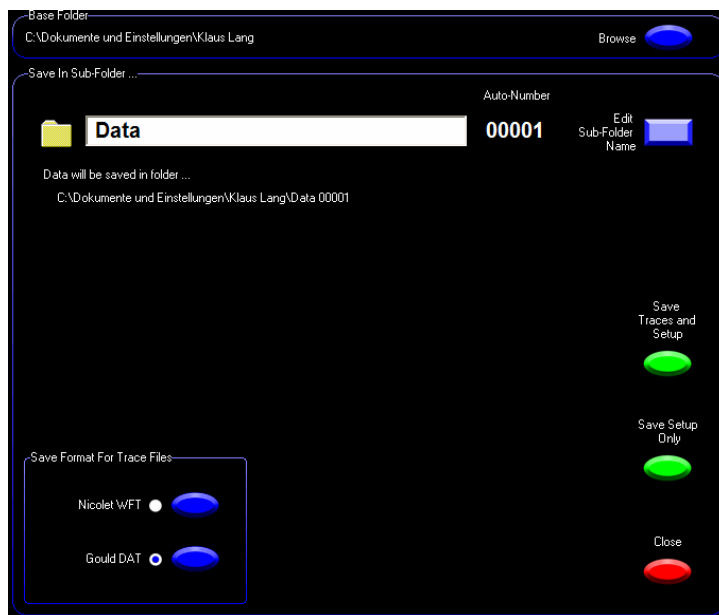 Base Folder
C:\Dokumente und Einstellungen\Klaus Lang
Browse
Save In Sub-Folder ...
Auto-Number
Data
00001
Edit
Sub-Folder
Name
Data will be saved in folder ...
C:\Dokumente und Einstellungen\Klaus Lang\Data 00001
Save
Traces and
Setup
Save Setup
Only
Save Format For Trace Files
Nicolet WFT
Gould DAT
Close